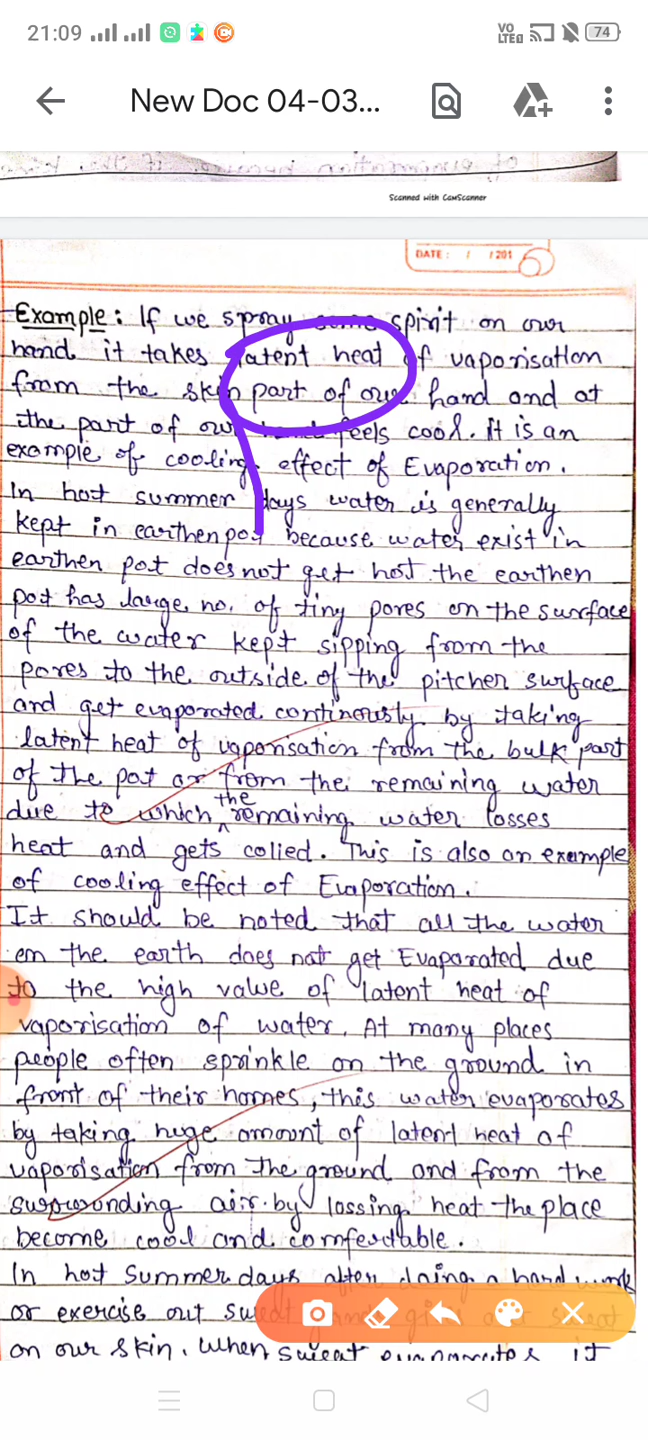 21:09
VO LTE 74
New Doc 04-03...
Scanned with CamScanner
DATE: / / 201
Example: If we spray some spirit on our
hand it takes latent heat of vaporisation
from the skin part of our hand and at
the part of our hand feels cool. It is an
example of cooling effect of Evaporation.
In hot summer days water is generally
kept in earthen pot because water exist in
earthen pot does not get hot the earthen
pot has large no. of tiny pores on the surface
of the water kept sipping from the
pores to the outside of the pitcher surface
and get evaporated continously by taking
latent heat of vaporisation from the bulk part
of the pot or from the remaining water
due to which the remaining water losses
heat and gets colied. This is also an example
of cooling effect of Evaporation.
It should be noted that all the water
em the earth does not get Evaporated due
to the high value of latent heat of
vaporisation of water. At many places
people often sprinkle on the ground in
front of their homes, this water evaporates
by taking huge amount of latent heat of
vaporisation from the ground and from the
surrounding air. by lossing heat the place
become cool and comfertable.
In hot summer days after doing a hard work
or exercise out sweat
on our skin. When sweat evaporates it